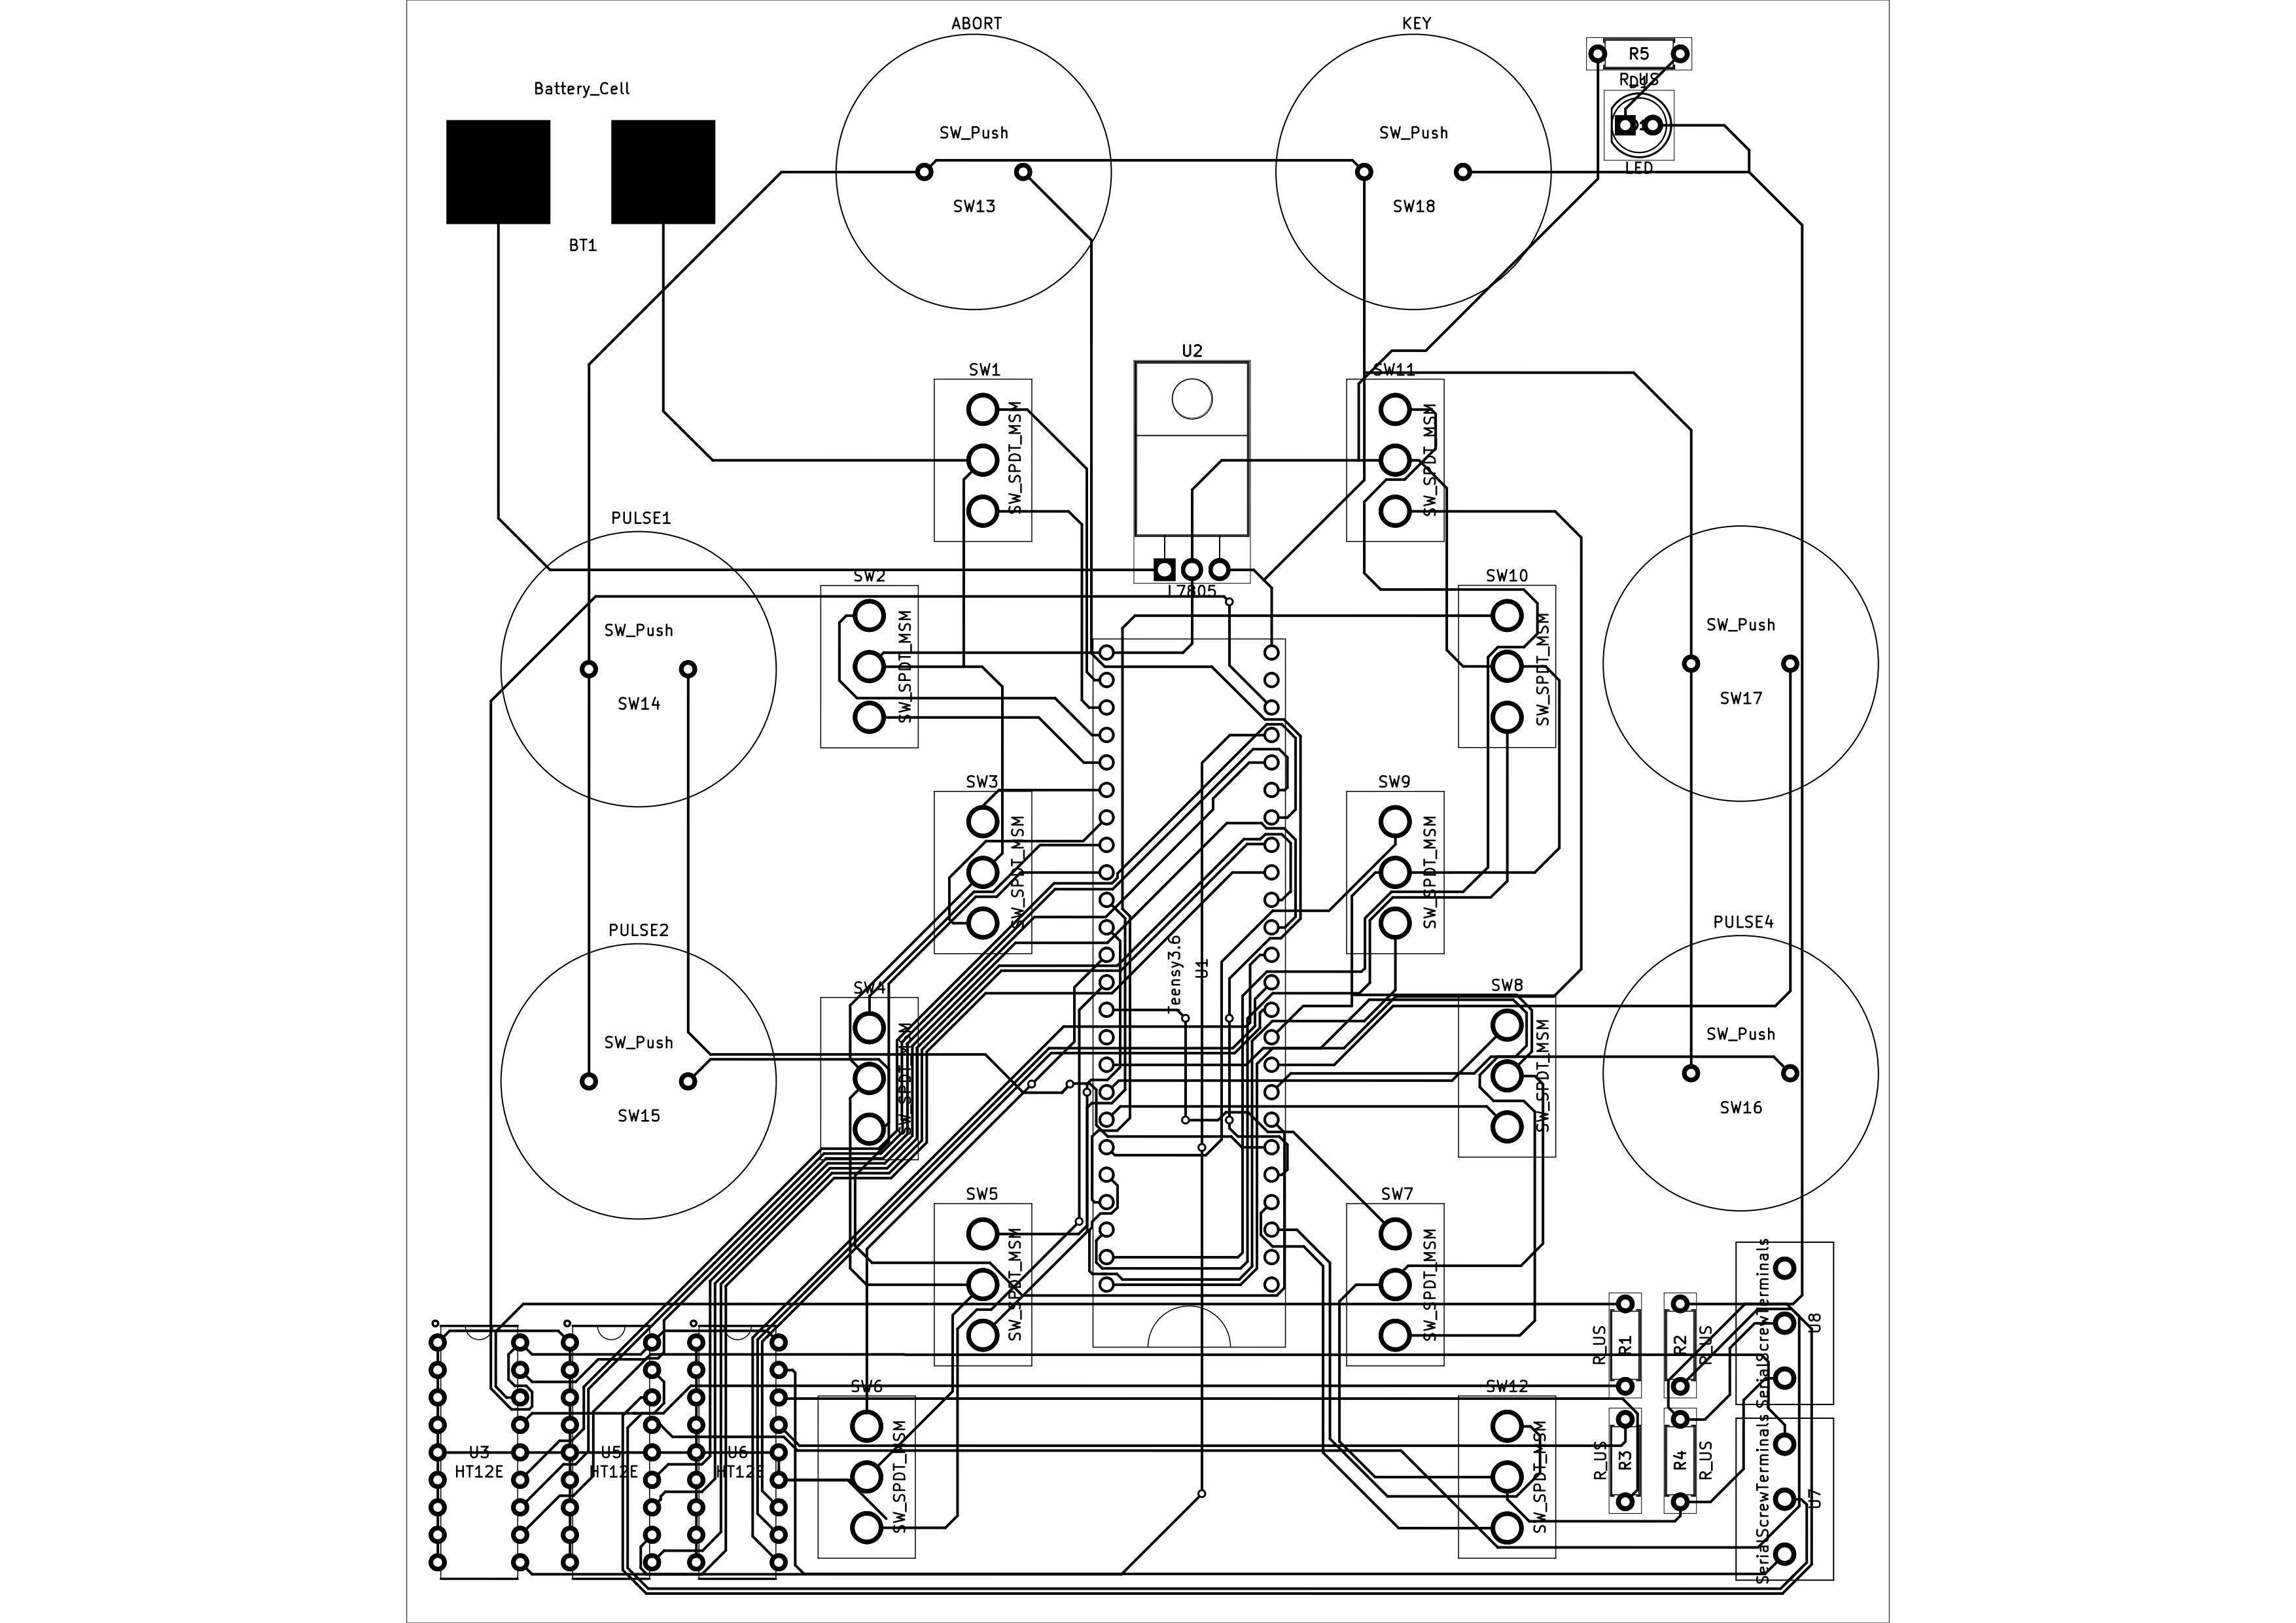 ABORT
KEY
R5
R_US
D1
Battery_Cell
SW_Push
SW_Push
LED
SW13
SW18
BT1
U2
SW1
SW11
SW_SPDT_MSM
SW_SPDT_MSM
PULSE1
SW2
L7805
SW10
SW_Push
SW_SPDT_MSM
SW_SPDT_MSM
SW_Push
SW14
SW17
SW3
SW9
SW_SPDT_MSM
SW_SPDT_MSM
PULSE2
PULSE4
Teensy3.6
U1
SW4
SW8
SW_Push
SW_SPDT_MSM
SW_SPDT_MSM
SW_Push
SW15
SW16
SW5
SW7
SW_SPDT_MSM
SW_SPDT_MSM
SerialScrewTerminals
U8
R_US
R1
R2
R_US
SW6
SW12
U3
HT12E
U5
HT12E
U6
HT12E
SW_SPDT_MSM
SW_SPDT_MSM
R_US
R3
R4
R_US
SerialScrewTerminals
U7